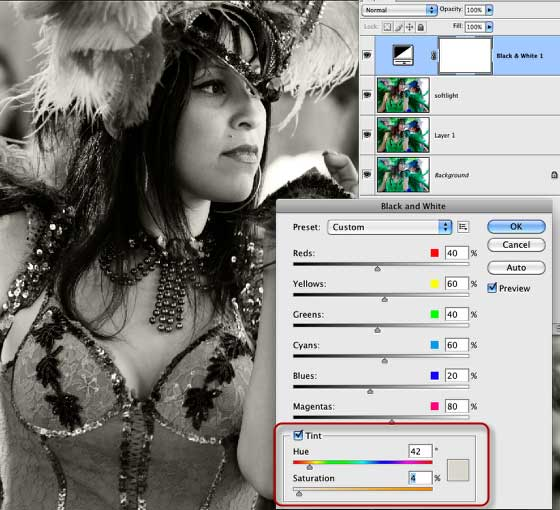 Normal Opacity: 100%
Lock: Fill: 100%
Black & White 1
softlight
Layer 1
Background
Black and White
Preset: Custom OK
Cancel
Reds: 40 % Auto
Yellows: 60 % Preview
Greens: 40 %
Cyans: 60 %
Blues: 20 %
Magentas: 80 %
Tint
Hue 42 °
Saturation 4 %